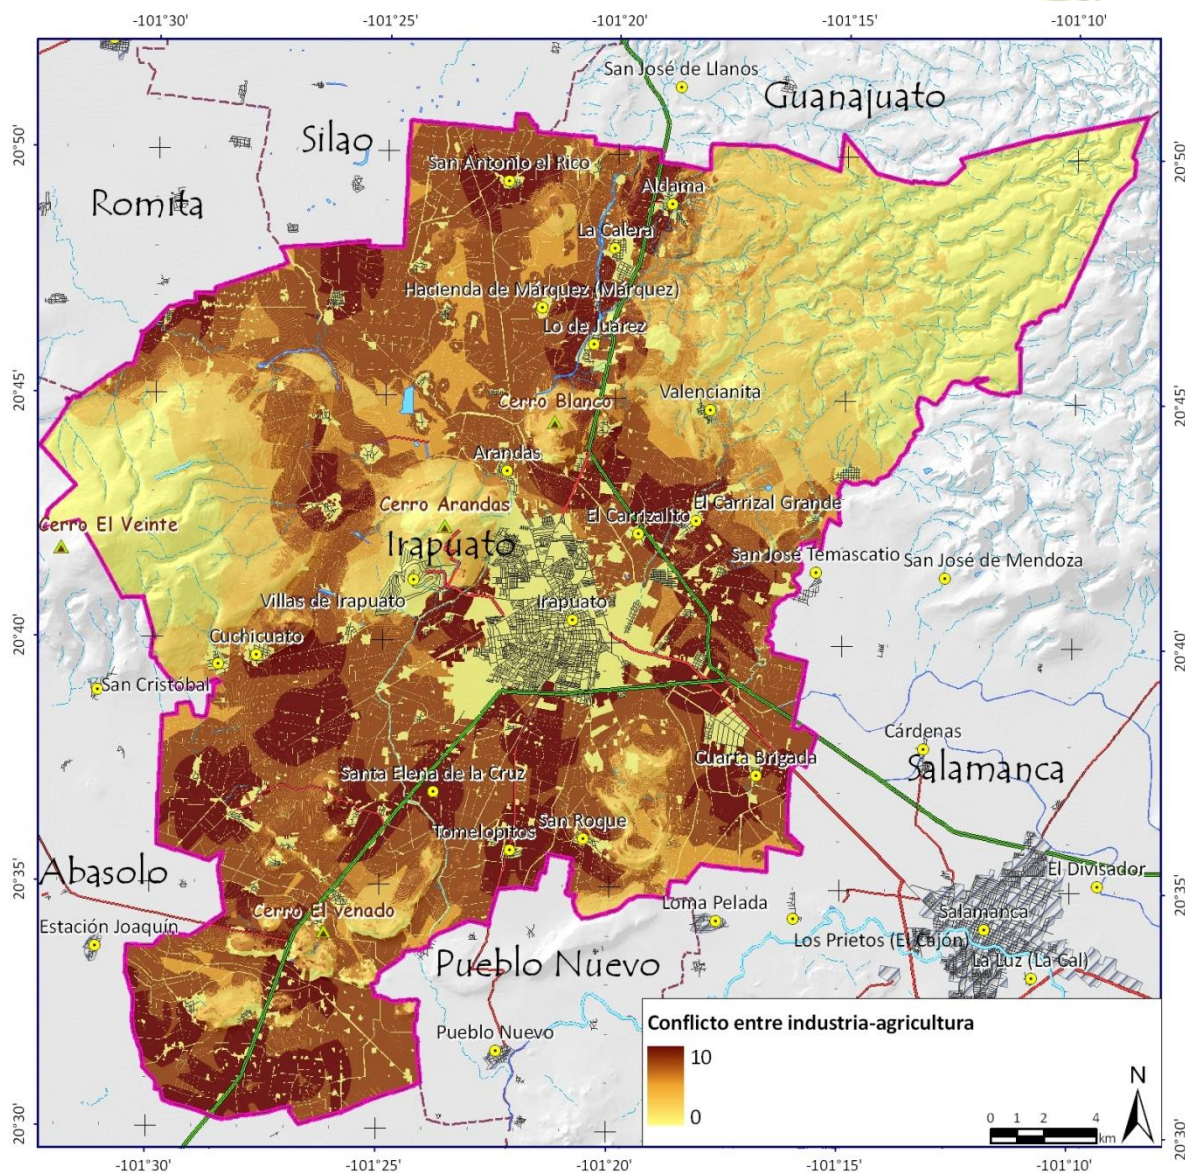 -101°30' -101°25' -101°20' -101°15' -101°10'
San José de Llanos
Guanajuato
Silao
20°50' 20°50'
San Antonio el Rico
Romita
Aldama
La Calera
Hacienda de Márquez (Márquez)
Lo de Juárez
20°45' 20°45'
Valencianita
Cerro Blanco
Arandas
Cerro Arandas
El Carrizal Grande
Cerro El Veinte
El Carrizalito
Irapuato
San José Temascatio
San José de Mendoza
Villas de Irapuato
Irapuato
20°40' 20°40'
Cuchicuato
San Cristóbal
Cárdenas
Cuarta Brigada
Salamanca
Santa Elena de la Cruz
San Roque
Tomelopitos
20°35' 20°35'
Abasolo
El Divisador
Loma Pelada
Cerro El Venado
Salamanca
Estación Joaquín
Los Prietos (El Cajón)
Pueblo Nuevo
La Luz (La Cal)
Conflicto entre industria-agricultura
Pueblo Nuevo
10
0
N
0 1 2 4
km
20°30' 20°30'
-101°30' -101°25' -101°20' -101°15' -101°10'